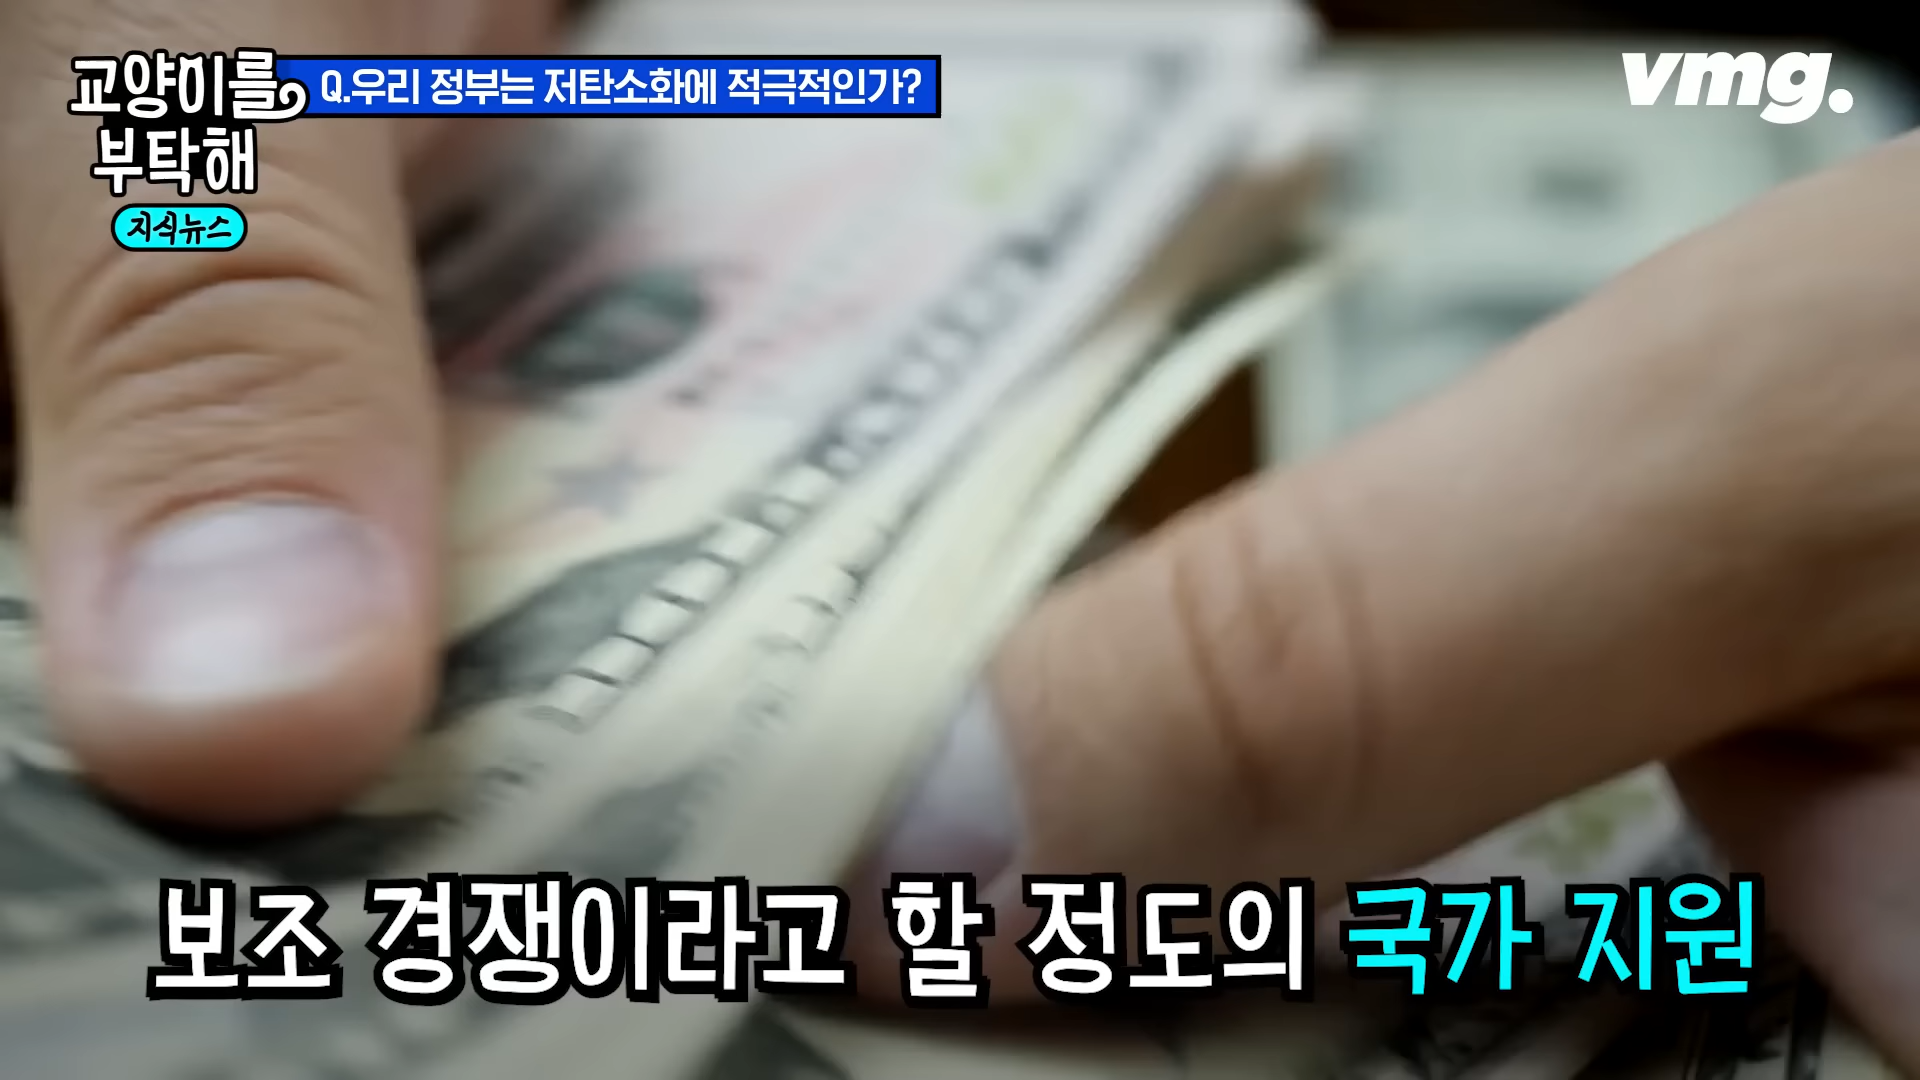 교양이를
부탁해
지식뉴스
Q.우리 정부는 저탄소화에 적극적인가?
vmg.
보조 경쟁이라고 할 정도의 국가 지원